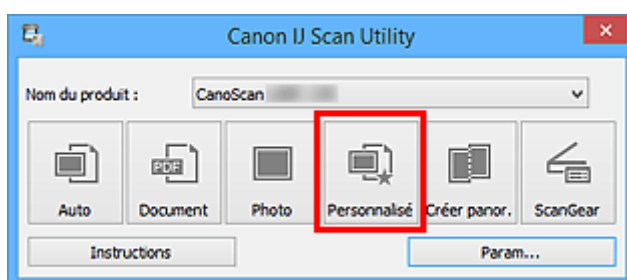 Canon IJ Scan Utility
Nom du produit : CanoScan
PDF
Auto Document Photo Personnalisé Créer panor. ScanGear
Instructions Param...